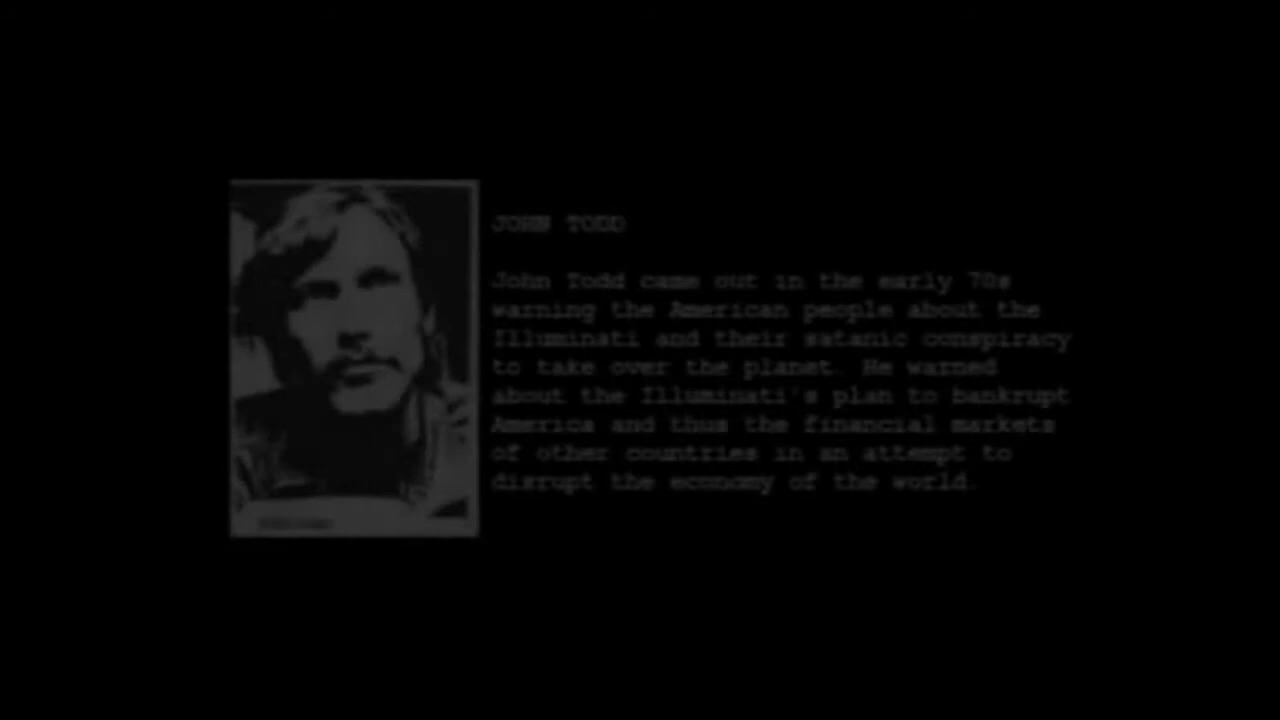 JOHN TODD
John Todd came out in the early 70s
warning the American people about the
Illuminati and their satanic conspiracy
to take over the planet. He warned
about the Illuminati's plan to bankrupt
America and thus the financial markets
of other countries in an attempt to
disrupt the economy of the world.